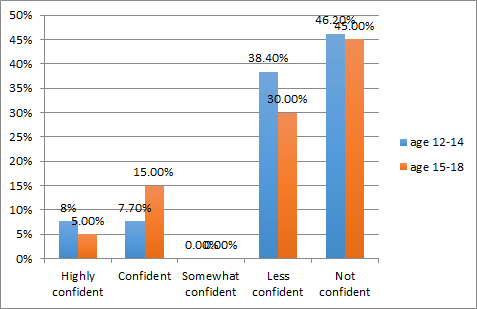 50%
45%
40%
35%
30%
25%
20%
15%
10%
5%
0%
8%
5.00%
7.70%
15.00%
0.00%
0.00%
38.40%
30.00%
46.20%
45.00%
Highly
confident
Confident
Somewhat
confident
Less
confident
Not
confident
age 12-14
age 15-18